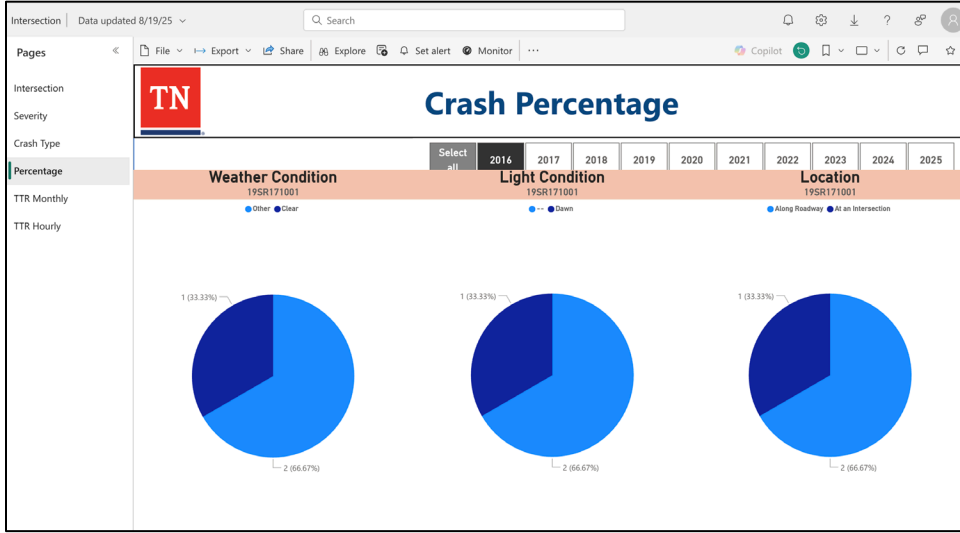 Intersection | Data updated 8/19/25
Search
Pages
File Export Share Explore Set alert Monitor ... Copilot
Intersection
Severity
Crash Type
Percentage
TTR Monthly
TTR Hourly
TN
Crash Percentage
Select all 2016 2017 2018 2019 2020 2021 2022 2023 2024 2025
Weather Condition
19SR171001
Other Clear
1 (33.33%)
2 (66.67%)
Light Condition
19SR171001
-- Dawn
1 (33.33%)
2 (66.67%)
Location
19SR171001
Along Roadway At an Intersection
1 (33.33%)
2 (66.67%)